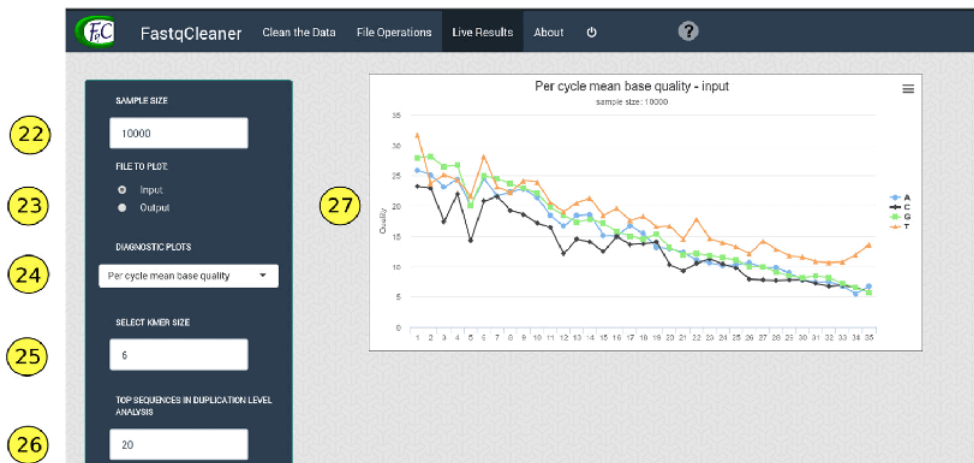 FqC FastqCleaner Clean the Data File Operations Live Results About ?
SAMPLE SIZE
22
10000
FILE TO PLOT:
23
Input
Output
DIAGNOSTIC PLOTS
24
Per cycle mean base quality
SELECT KMER SIZE
25
6
TOP SEQUENCES IN DUPLICATION LEVEL
ANALYSIS
26
20
27
Per cycle mean base quality - input
sample size: 10000
35
30
25
20
15
10
5
0
Quality
1 2 3 4 5 6 7 8 9 10 11 12 13 14 15 16 17 18 19 20 21 22 23 24 25 26 27 28 29 30 31 32 33 34 35
A
C
G
T